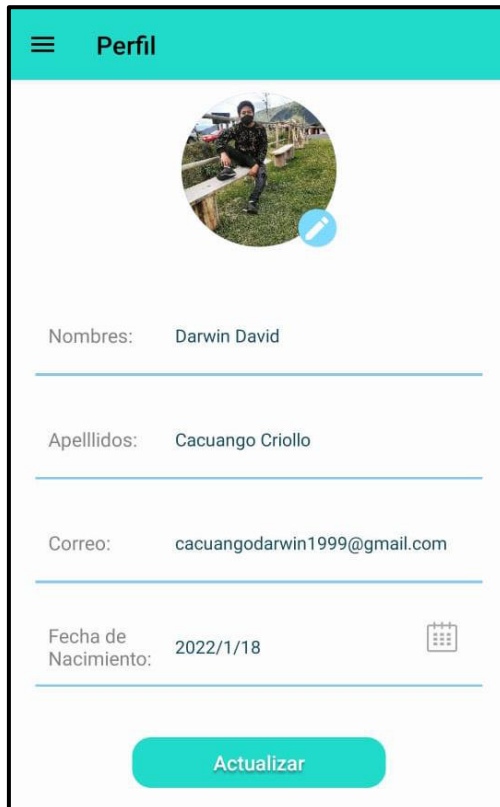 Perfil
Nombres: Darwin David
Apelllidos: Cacuango Criollo
Correo: cacuangodarwin1999@gmail.com
Fecha de
Nacimiento: 2022/1/18
Actualizar